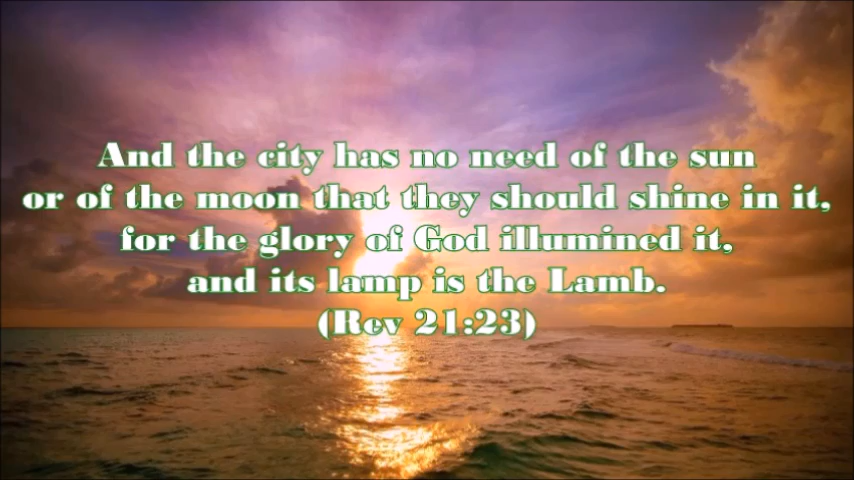 And the city has no need of the sun
or of the moon that they should shine in it,
for the glory of God illumined it,
and its lamp is the Lamb.
(Rev 21:23)